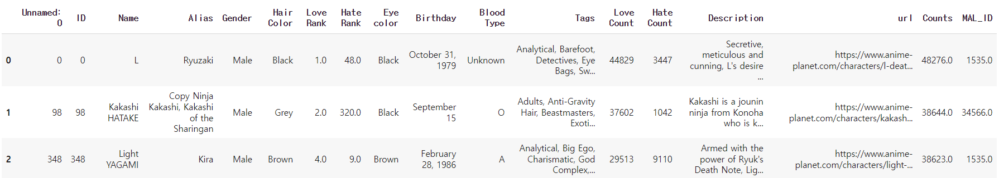 Unnamed: 0 ID Name Alias Gender Hair Color Love Rank Hate Rank Eye color Birthday Blood Type Tags Love Count Hate Count Description url Counts MAL_ID
0 0 0 L Ryuzaki Male Black 1.0 48.0 Black October 31, 1979 Unknown Analytical, Barefoot, Detectives, Eye Bags, Sw... 44829 3447 Secretive, meticulous and cunning, L's desire ... https://www.anime-planet.com/characters/l-deat... 48276.0 1535.0
1 98 98 Kakashi HATAKE Copy Ninja Kakashi, Kakashi of the Sharingan Male Grey 2.0 320.0 Black September 15 O Adults, Anti-Gravity Hair, Beastmasters, Exoti... 37602 1042 Kakashi is a jounin ninja from Konoha who is k... https://www.anime-planet.com/characters/kakash... 38644.0 34566.0
2 348 348 Light YAGAMI Kira Male Brown 4.0 9.0 Brown February 28, 1986 A Analytical, Big Ego, Charismatic, God Complex,... 29513 9110 Armed with the power of Ryuk's Death Note, Lig... https://www.anime-planet.com/characters/light-... 38623.0 1535.0